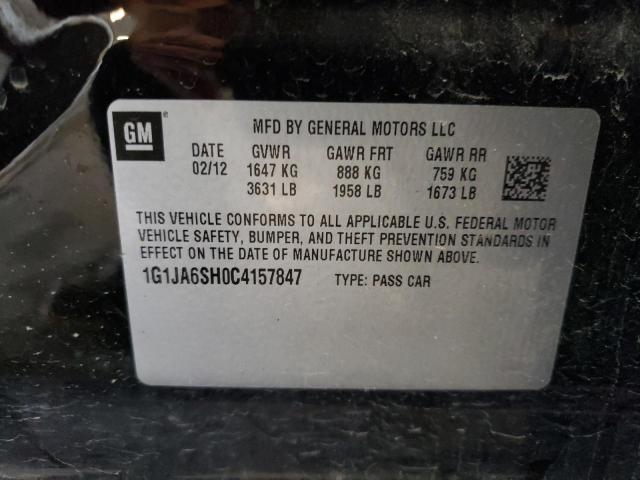 GM ®
MFD BY GENERAL MOTORS LLC
DATE GVWR GAWR FRT GAWR RR
02/12 1647 KG 888 KG 759 KG
3631 LB 1958 LB 1673 LB
THIS VEHICLE CONFORMS TO ALL APPLICABLE U.S. FEDERAL MOTOR
VEHICLE SAFETY, BUMPER, AND THEFT PREVENTION STANDARDS IN
EFFECT ON THE DATE OF MANUFACTURE SHOWN ABOVE.
1G1JA6SH0C4157847 TYPE: PASS CAR